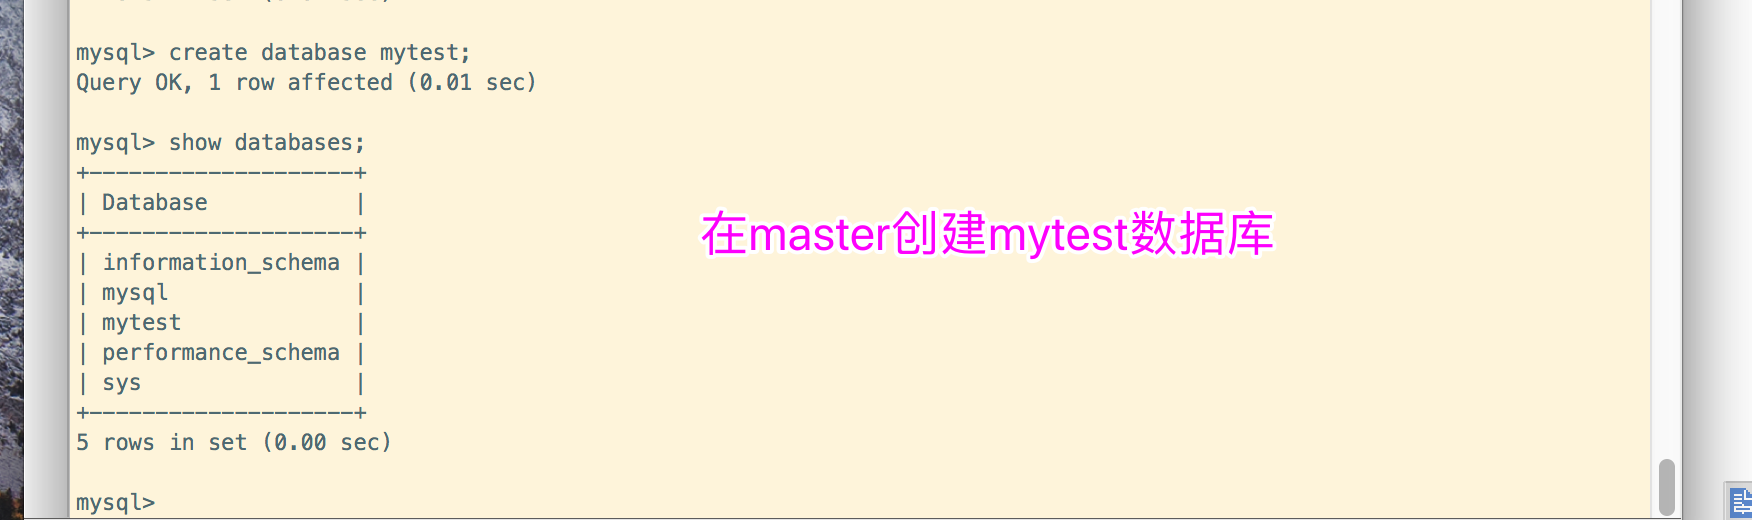 mysql> create database mytest;
Query OK, 1 row affected (0.01 sec)
mysql> show databases;
+--------------------+
| Database           |
+--------------------+
| information_schema |
| mysql              |
| mytest             |
| performance_schema |
| sys                |
+--------------------+
5 rows in set (0.00 sec)
mysql>
在master创建mytest数据库